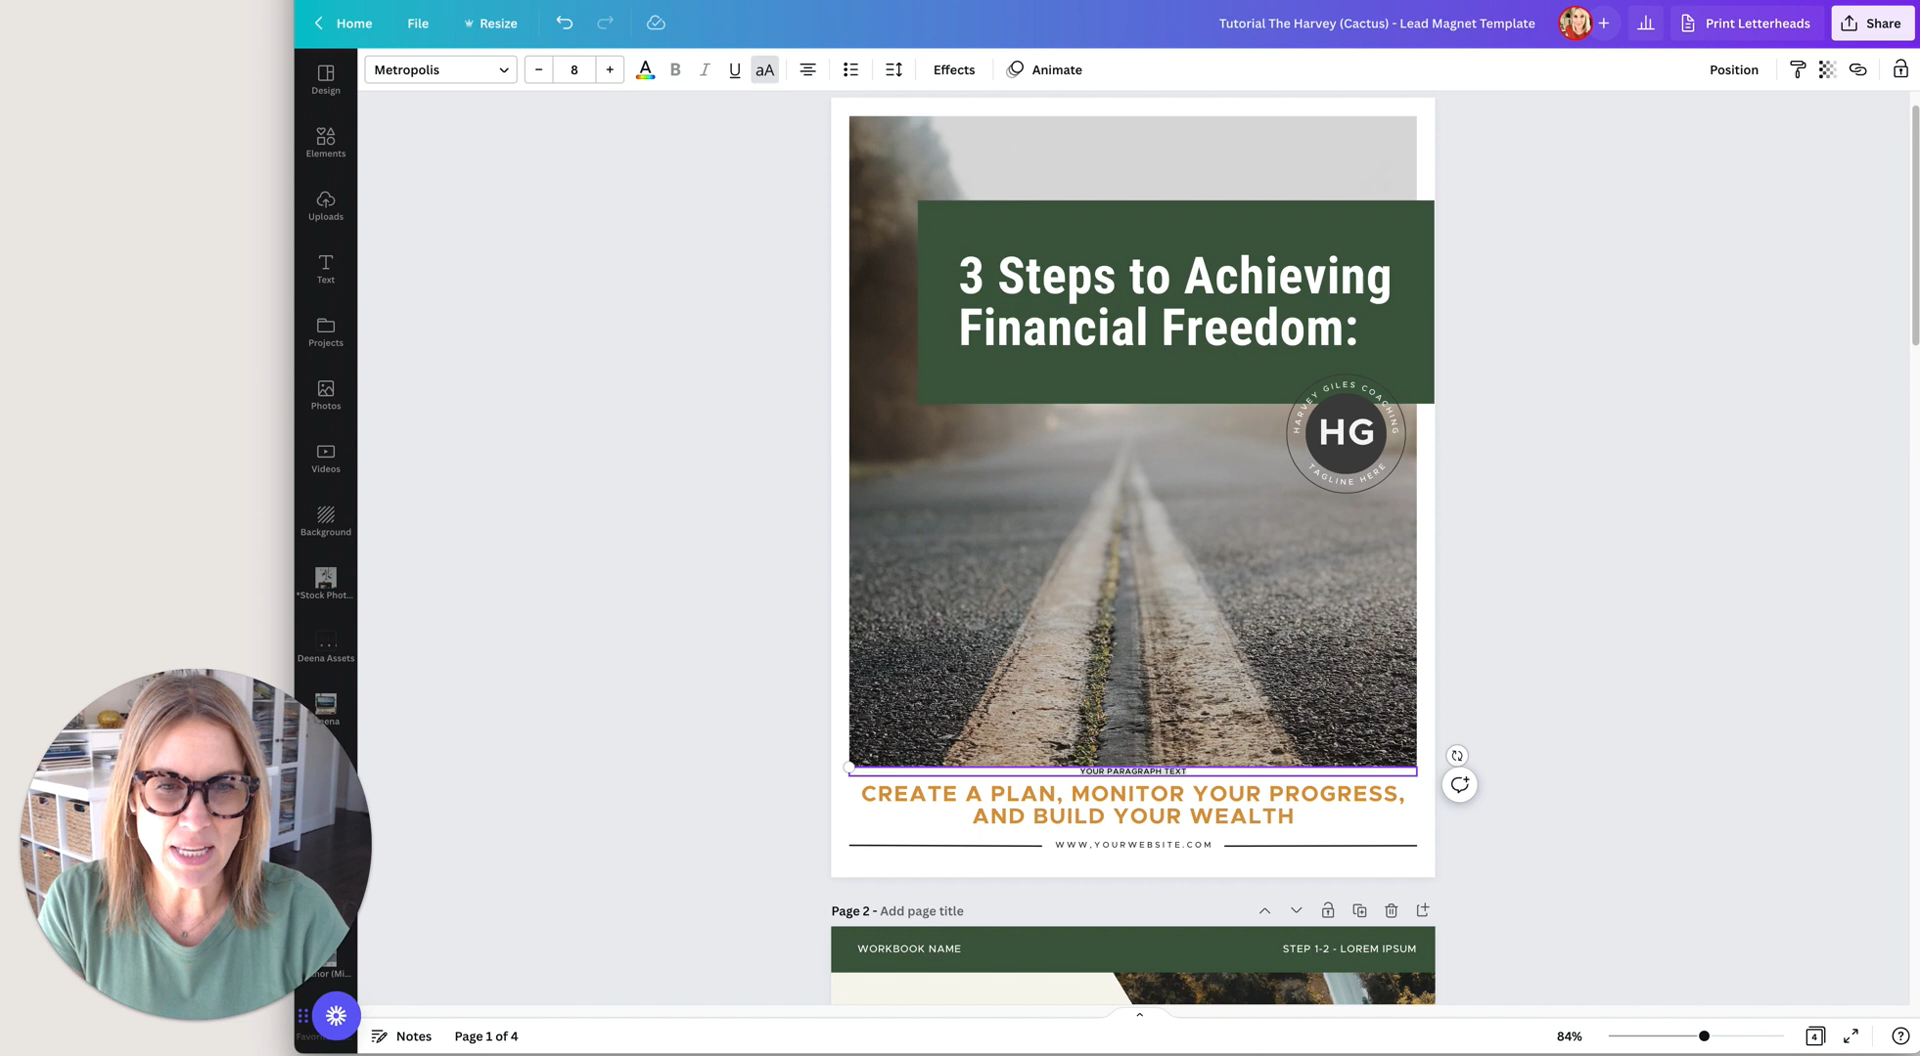 Home
File
Resize
Tutorial The Harvey (Cactus) - Lead Magnet Template
Print Letterheads
Share
Metropolis
8
A
B
I
U
aA
Effects
Animate
Position
Design
Elements
Uploads
Text
Projects
Photos
Videos
Background
*Stock Phot...
Deena Assets
3 Steps to Achieving
Financial Freedom:
HARVEY GILES COACHING
HG
TAGLINE HERE
YOUR PARAGRAPH TEXT
CREATE A PLAN, MONITOR YOUR PROGRESS,
AND BUILD YOUR WEALTH
WWW.YOURWEBSITE.COM
Page 2 - Add page title
WORKBOOK NAME
STEP 1-2 - LOREM IPSUM
Notes
Page 1 of 4
84%
4
?